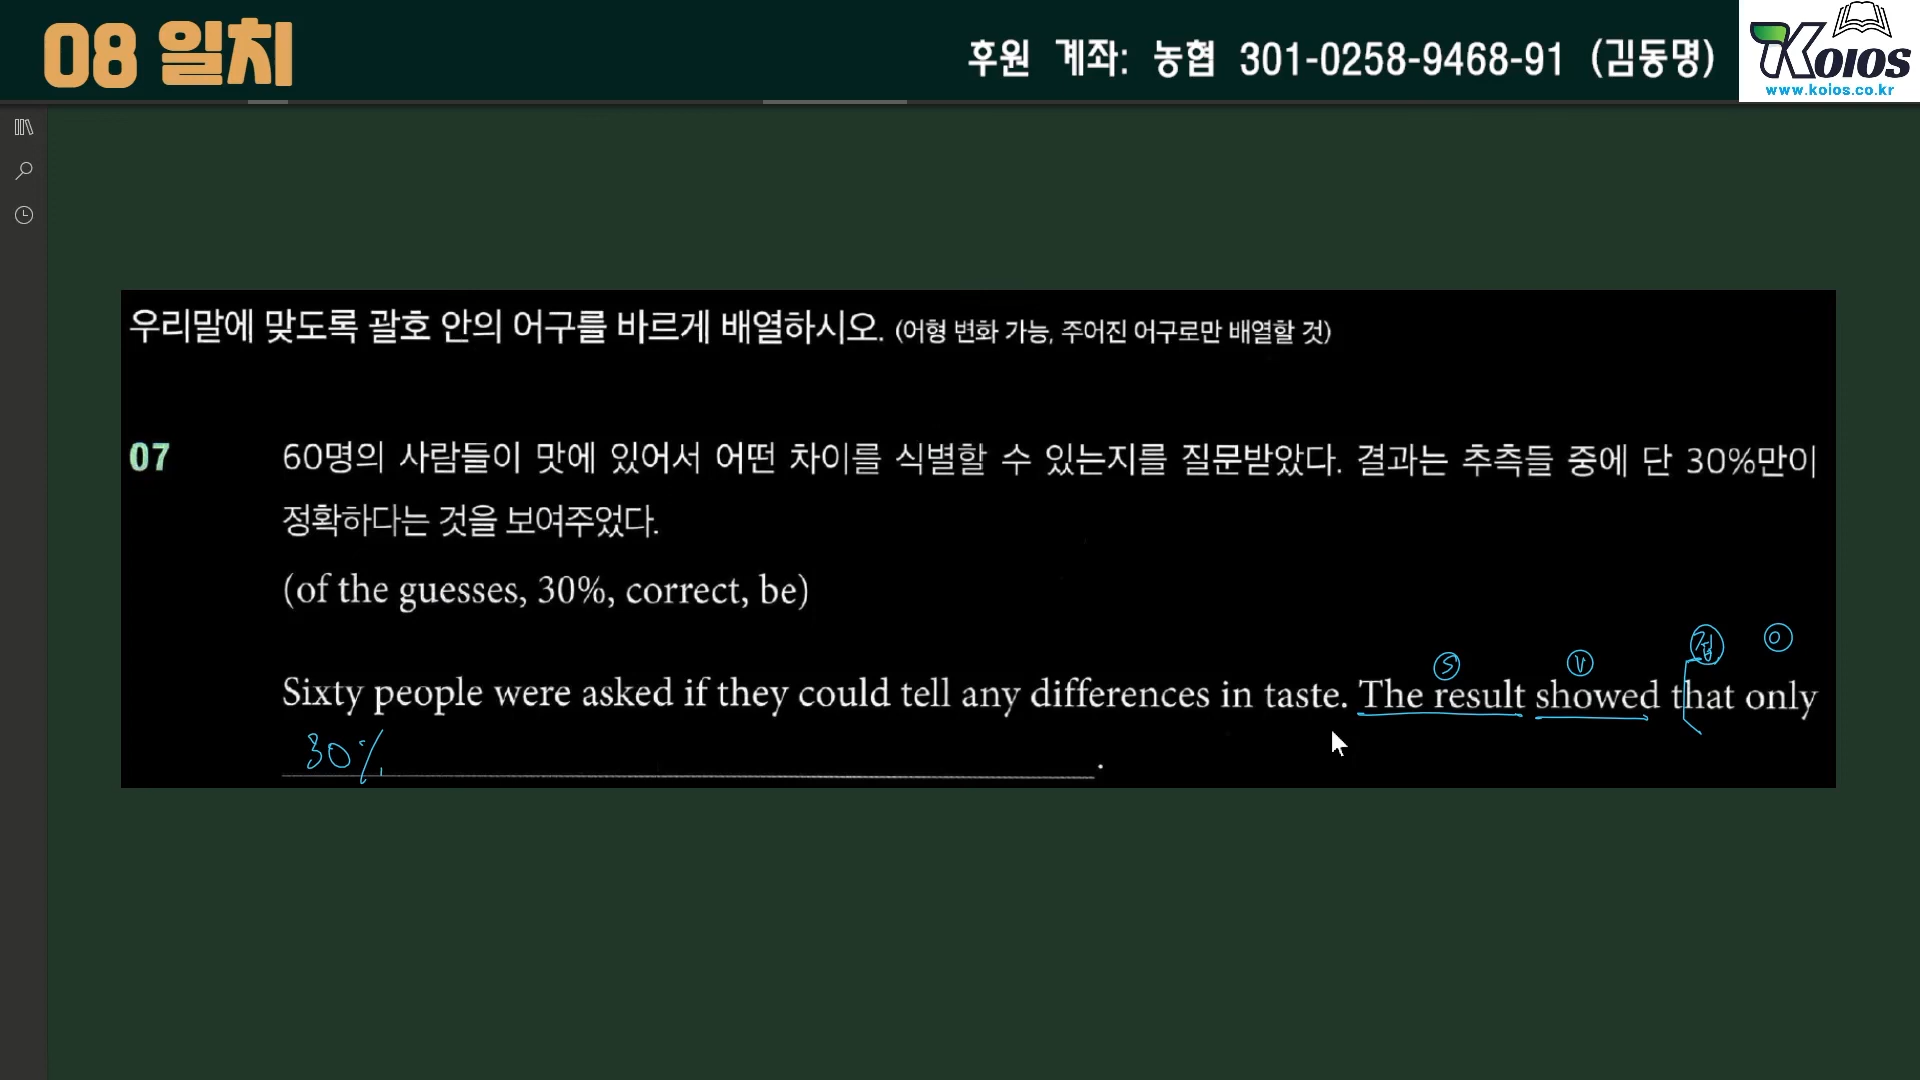 08 일치
후원 계좌: 농협 301-0258-9468-91 (김동명)
KOIOS
www.koios.co.kr
우리말에 맞도록 괄호 안의 어구를 바르게 배열하시오. (어형 변화 가능, 주어진 어구로만 배열할 것)
07 60명의 사람들이 맛에 있어서 어떤 차이를 식별할 수 있는지를 질문받았다. 결과는 추측들 중에 단 30%만이
정확하다는 것을 보여주었다.
(of the guesses, 30%, correct, be)
S V 접 O
Sixty people were asked if they could tell any differences in taste. The result showed that only
30% .